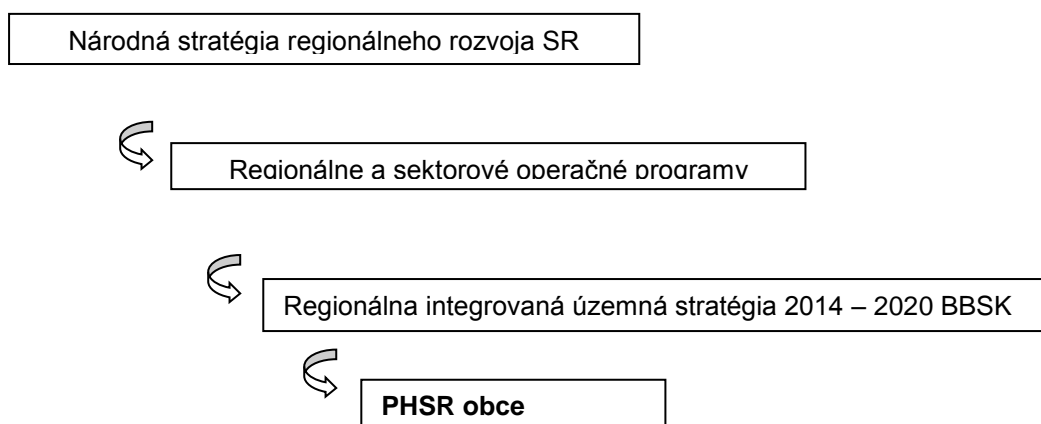 Národná stratégia regionálneho rozvoja SR
Regionálne a sektorové operačné programy
Regionálna integrovaná územná stratégia 2014 – 2020 BBSK
PHSR obce